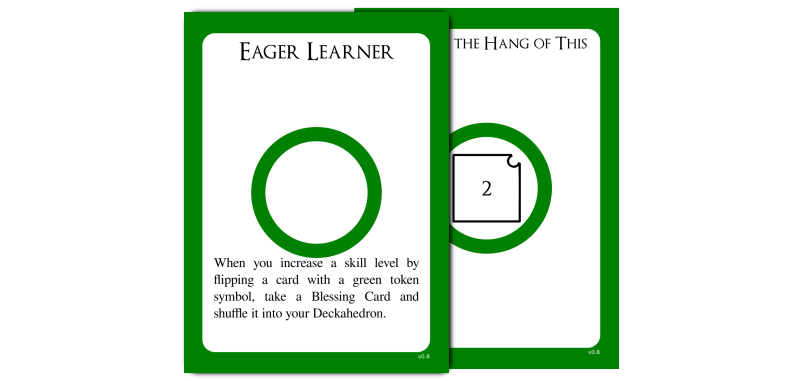 Eager Learner
When you increase a skill level by
flipping a card with a green token
symbol, take a Blessing Card and
shuffle it into your Deckahedron.
v0.8
the Hang of This
2
v0.8